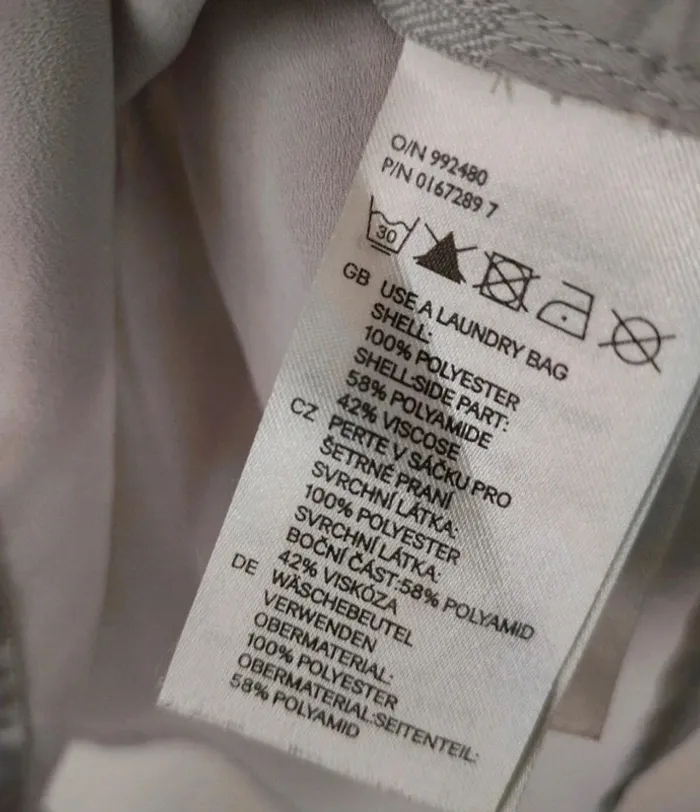 O/N 992480
P/N 0167289 7
30
GB USE A LAUNDRY BAG
SHELL:
100% POLYESTER
SHELL:SIDE PART:
58% POLYAMIDE
42% VISCOSE
CZ PERTE V SÁČKU PRO
ŠETRNÉ PRANÍ
SVRCHNÍ LÁTKA:
100% POLYESTER
SVRCHNÍ LÁTKA:
BOČNÍ ČÁST:58% POLYAMID
42% VISKÓZA
DE WÄSCHEBEUTEL
VERWENDEN
OBERMATERIAL:
100% POLYESTER
OBERMATERIAL:SEITENTEIL:
58% POLYAMID